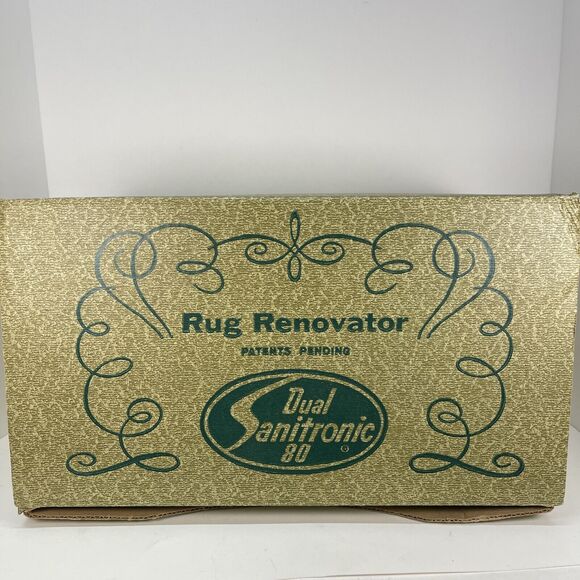 Rug Renovator
PATENTS PENDING
Dual
Sanitronic
80 ®